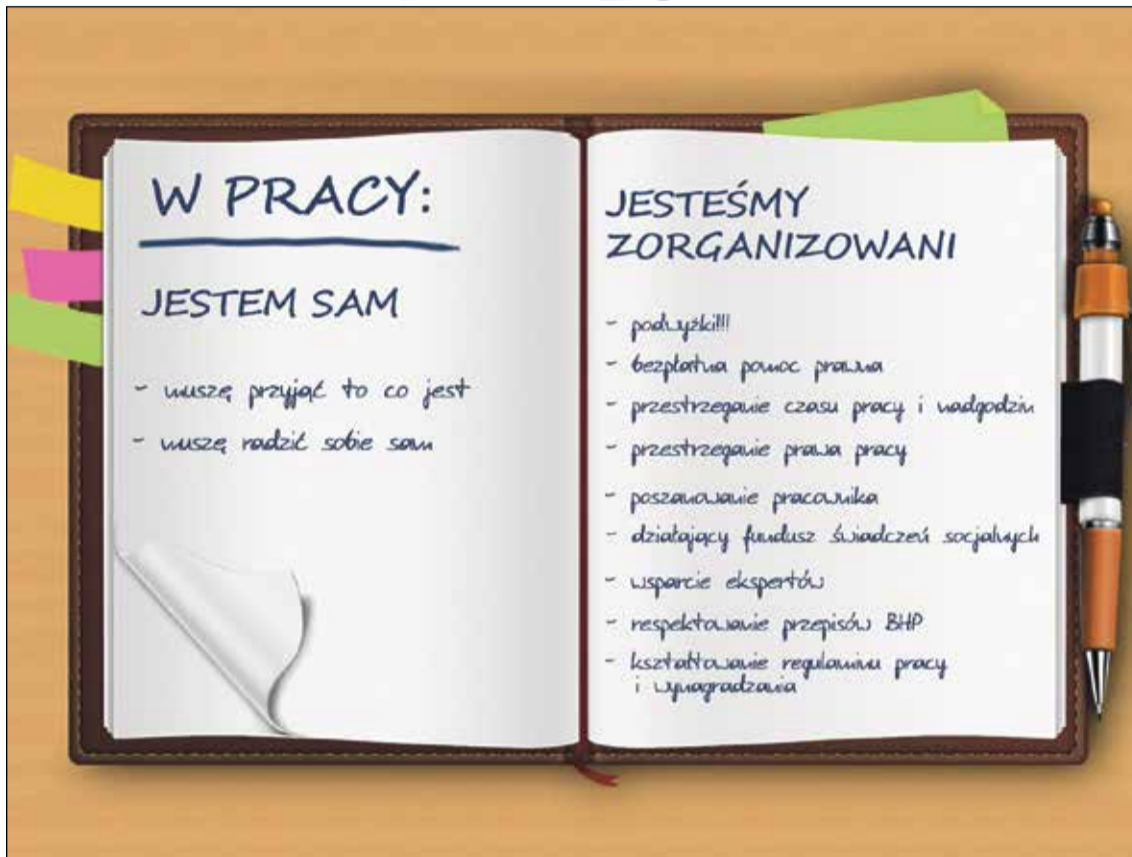 W PRACY:
JESTEM SAM
- muszę przyjąć to co jest
- muszę radzić sobie sam
JESTEŚMY
ZORGANIZOWANI
- podwyżki!!!
- bezpłatna pomoc prawna
- przestrzeganie czasu pracy i nadgodzin
- przestrzeganie prawa pracy
- poszanowanie pracownika
- działający fundusz świadczeń socjalnych
- wsparcie ekspertów
- respektowanie przepisów BHP
- kształtowanie regulaminu pracy
i wynagradzania